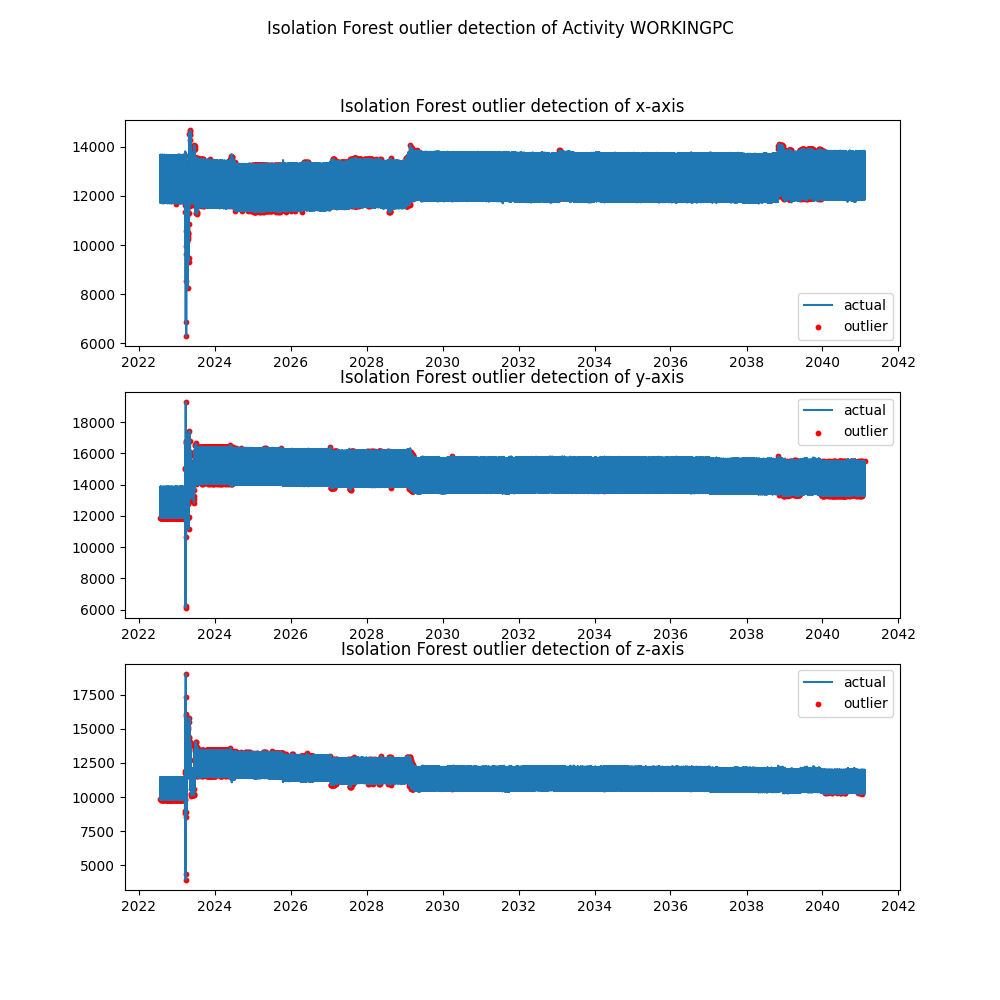 Isolation Forest outlier detection of Activity WORKINGPC
Isolation Forest outlier detection of x-axis
14000
12000
10000
8000
6000
actual
outlier
2022 2024 2026 2028 2030 2032 2034 2036 2038 2040 2042
Isolation Forest outlier detection of y-axis
18000
16000
14000
12000
10000
8000
6000
actual
outlier
2022 2024 2026 2028 2030 2032 2034 2036 2038 2040 2042
Isolation Forest outlier detection of z-axis
17500
15000
12500
10000
7500
5000
actual
outlier
2022 2024 2026 2028 2030 2032 2034 2036 2038 2040 2042